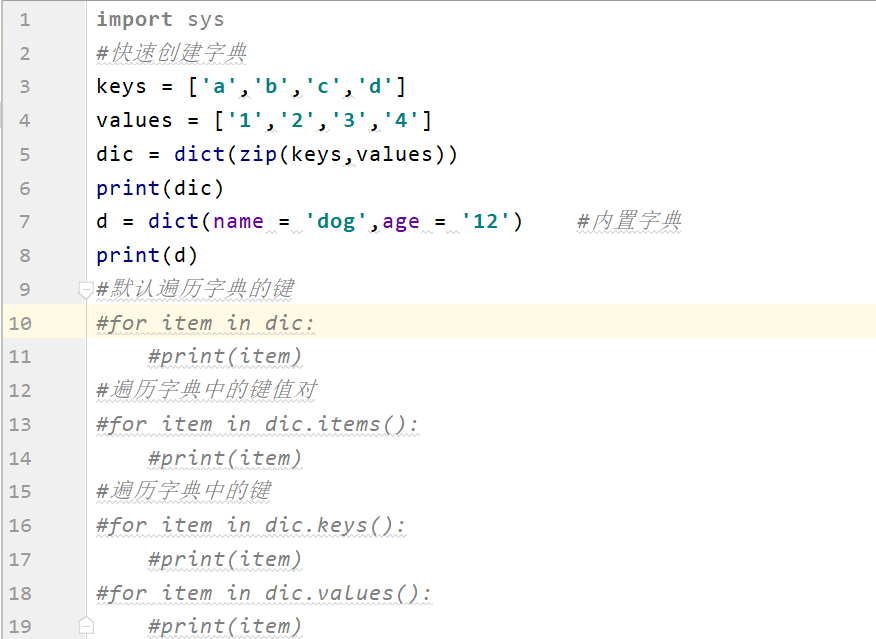 1 import sys
2 #快速创建字典
3 keys = ['a','b','c','d']
4 values = ['1','2','3','4']
5 dic = dict(zip(keys,values))
6 print(dic)
7 d = dict(name = 'dog',age = '12') #内置字典
8 print(d)
9 #默认遍历字典的键
10 #for item in dic:
11 #print(item)
12 #遍历字典中的键值对
13 #for item in dic.items():
14 #print(item)
15 #遍历字典中的键
16 #for item in dic.keys():
17 #print(item)
18 #for item in dic.values():
19 #print(item)